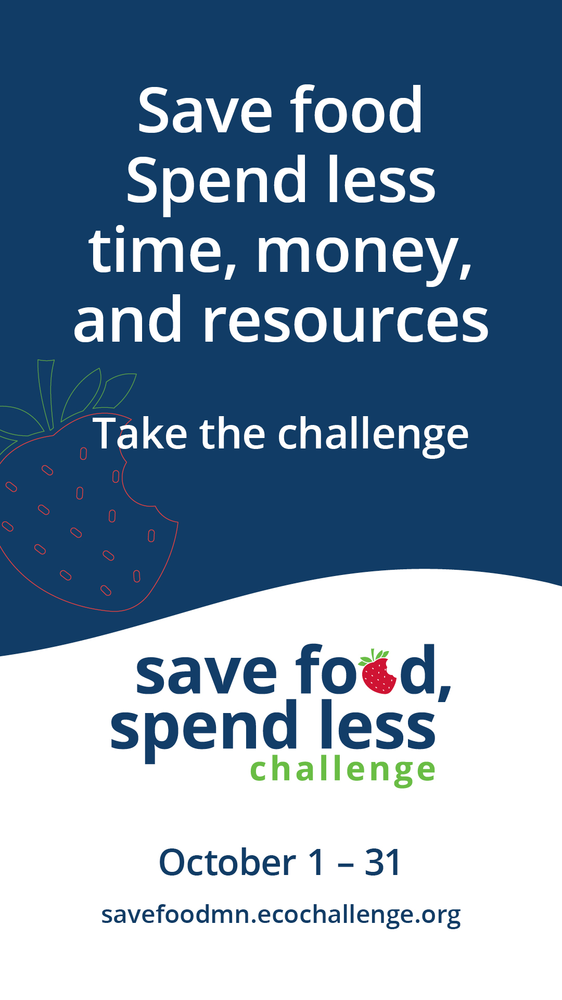 Save food
Spend less
time, money,
and resources
Take the challenge
save food,
spend less
challenge
October 1 – 31
savefoodmn.ecochallenge.org